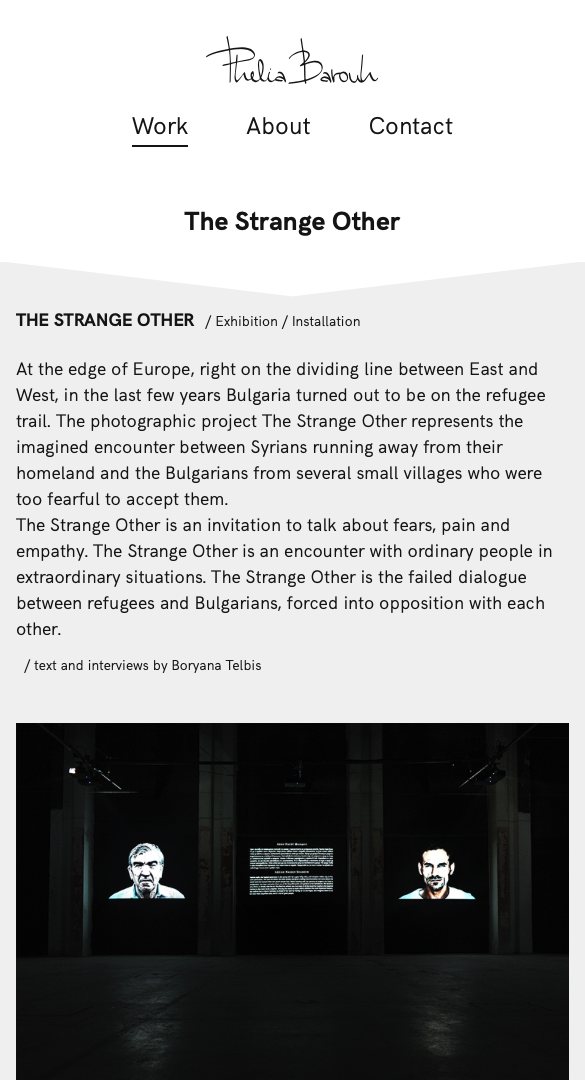 Phelia Barouh
Work About Contact
The Strange Other
THE STRANGE OTHER / Exhibition / Installation
At the edge of Europe, right on the dividing line between East and
West, in the last few years Bulgaria turned out to be on the refugee
trail. The photographic project The Strange Other represents the
imagined encounter between Syrians running away from their
homeland and the Bulgarians from several small villages who were
too fearful to accept them.
The Strange Other is an invitation to talk about fears, pain and
empathy. The Strange Other is an encounter with ordinary people in
extraordinary situations. The Strange Other is the failed dialogue
between refugees and Bulgarians, forced into opposition with each
other.
/ text and interviews by Boryana Telbis